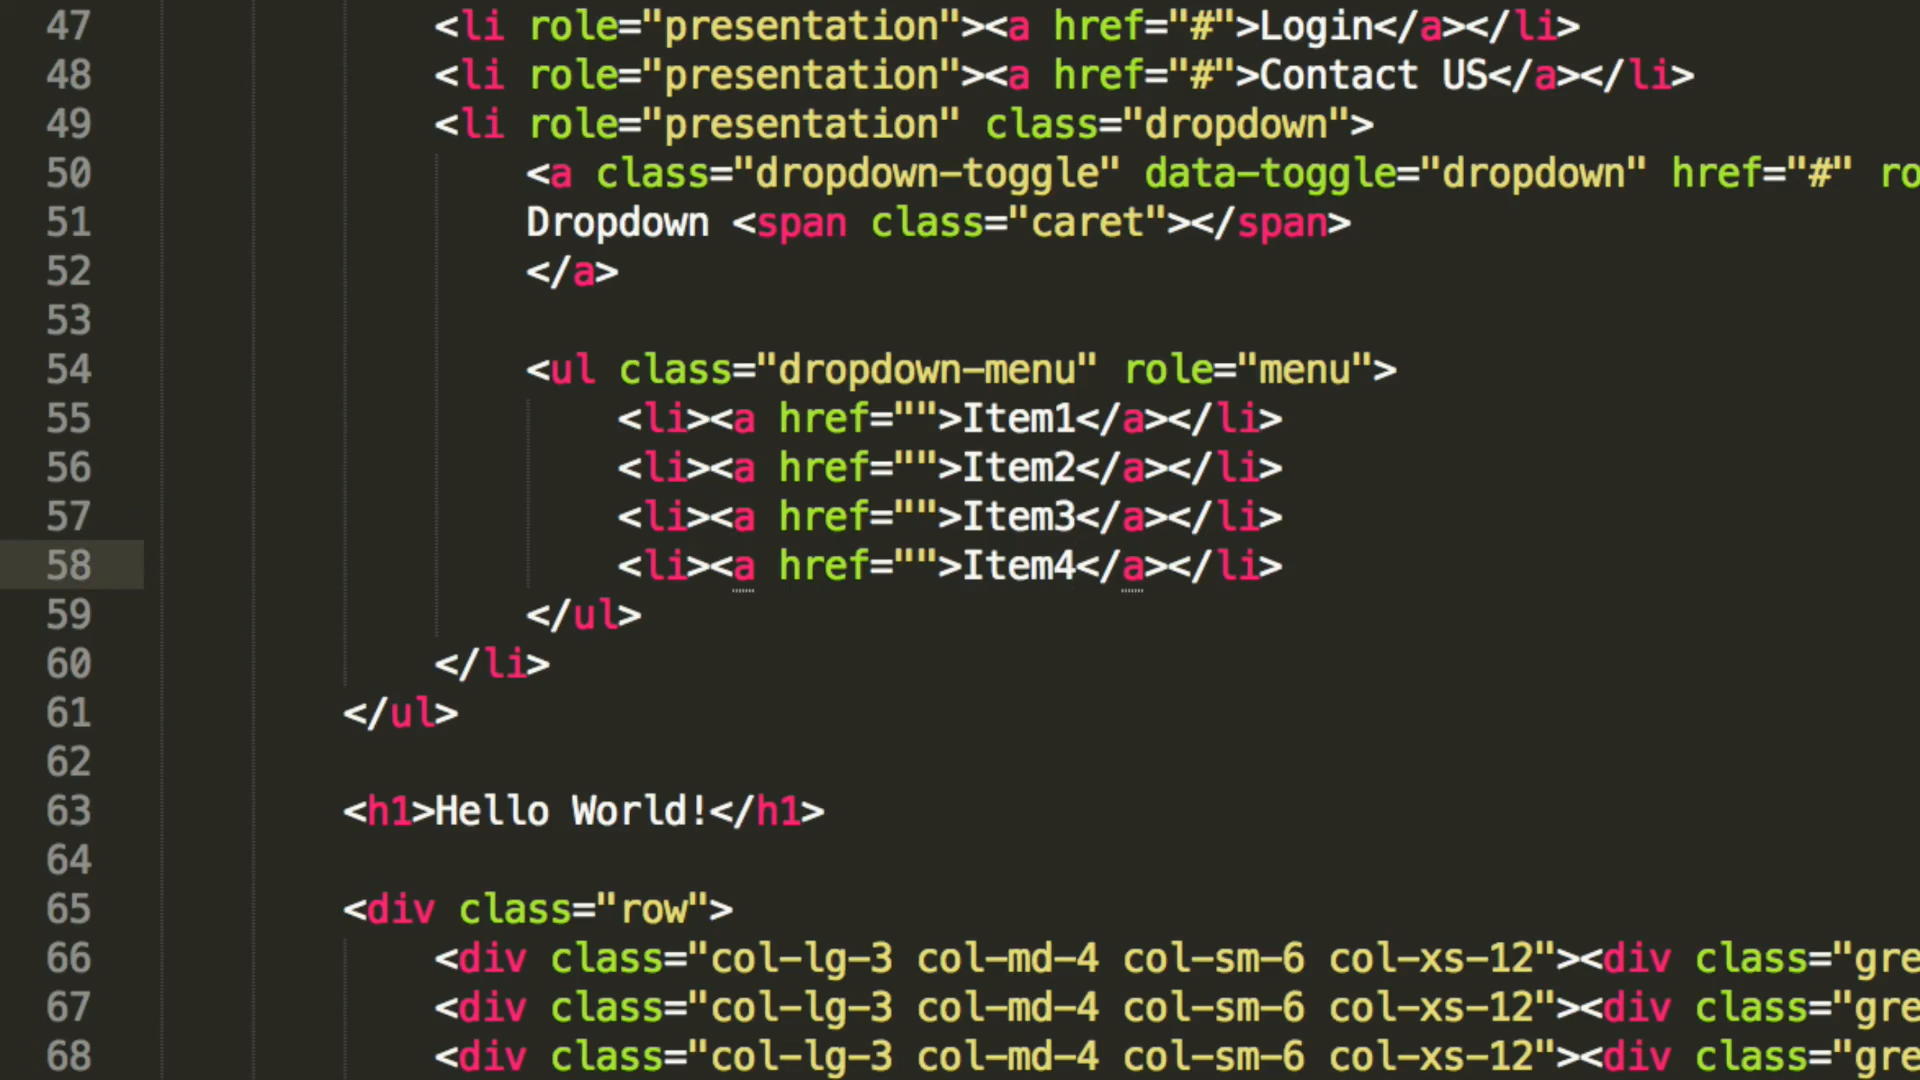 47 <li role="presentation"><a href="#">Login</a></li>
48 <li role="presentation"><a href="#">Contact US</a></li>
49 <li role="presentation" class="dropdown">
50 <a class="dropdown-toggle" data-toggle="dropdown" href="#" ro
51 Dropdown <span class="caret"></span>
52 </a>
53
54 <ul class="dropdown-menu" role="menu">
55 <li><a href="">Item1</a></li>
56 <li><a href="">Item2</a></li>
57 <li><a href="">Item3</a></li>
58 <li><a href="">Item4</a></li>
59 </ul>
60 </li>
61 </ul>
62
63 <h1>Hello World!</h1>
64
65 <div class="row">
66 <div class="col-lg-3 col-md-4 col-sm-6 col-xs-12"><div class="gre
67 <div class="col-lg-3 col-md-4 col-sm-6 col-xs-12"><div class="gre
68 <div class="col-lg-3 col-md-4 col-sm-6 col-xs-12"><div class="gre